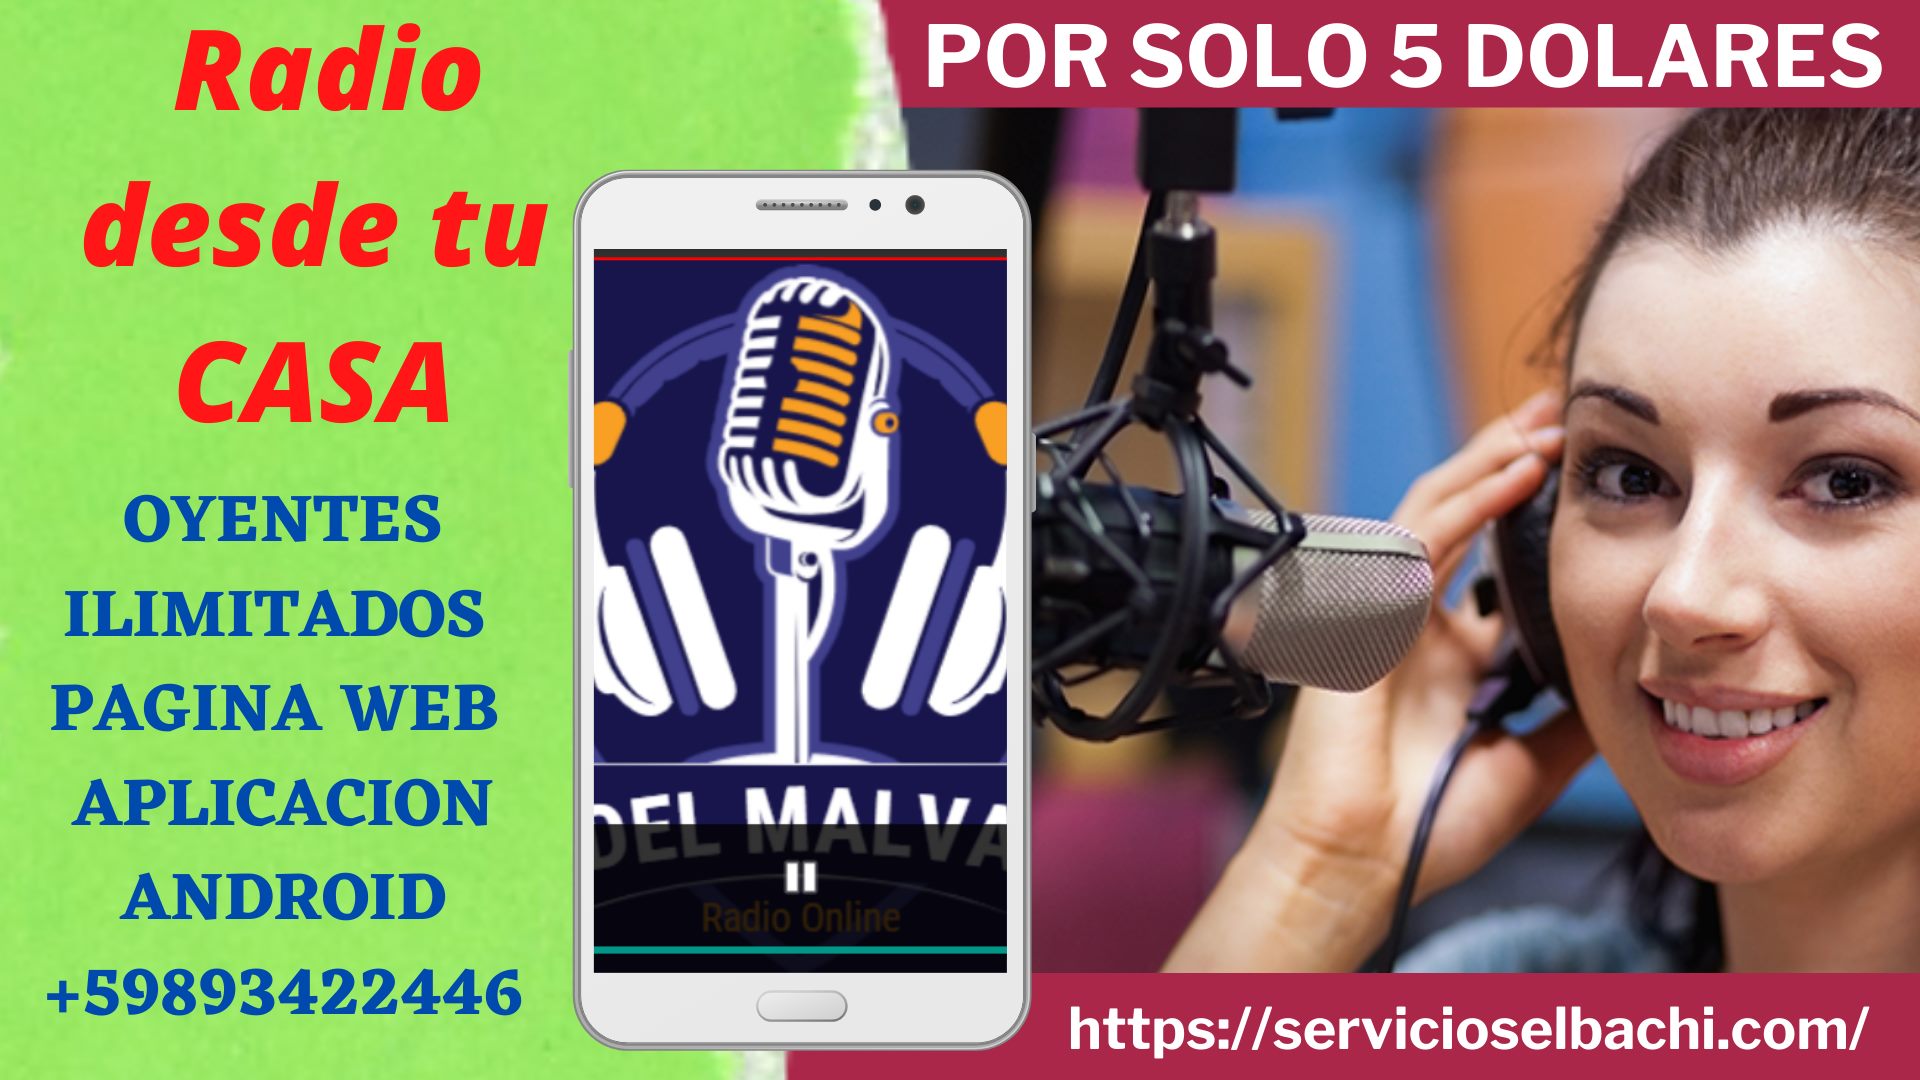 Radio
desde tu
CASA
OYENTES
ILIMITADOS
PAGINA WEB
APLICACION
ANDROID
+59893422446
DEL MALVA
Radio Online
POR SOLO 5 DOLARES
https://servicioselbachi.com/